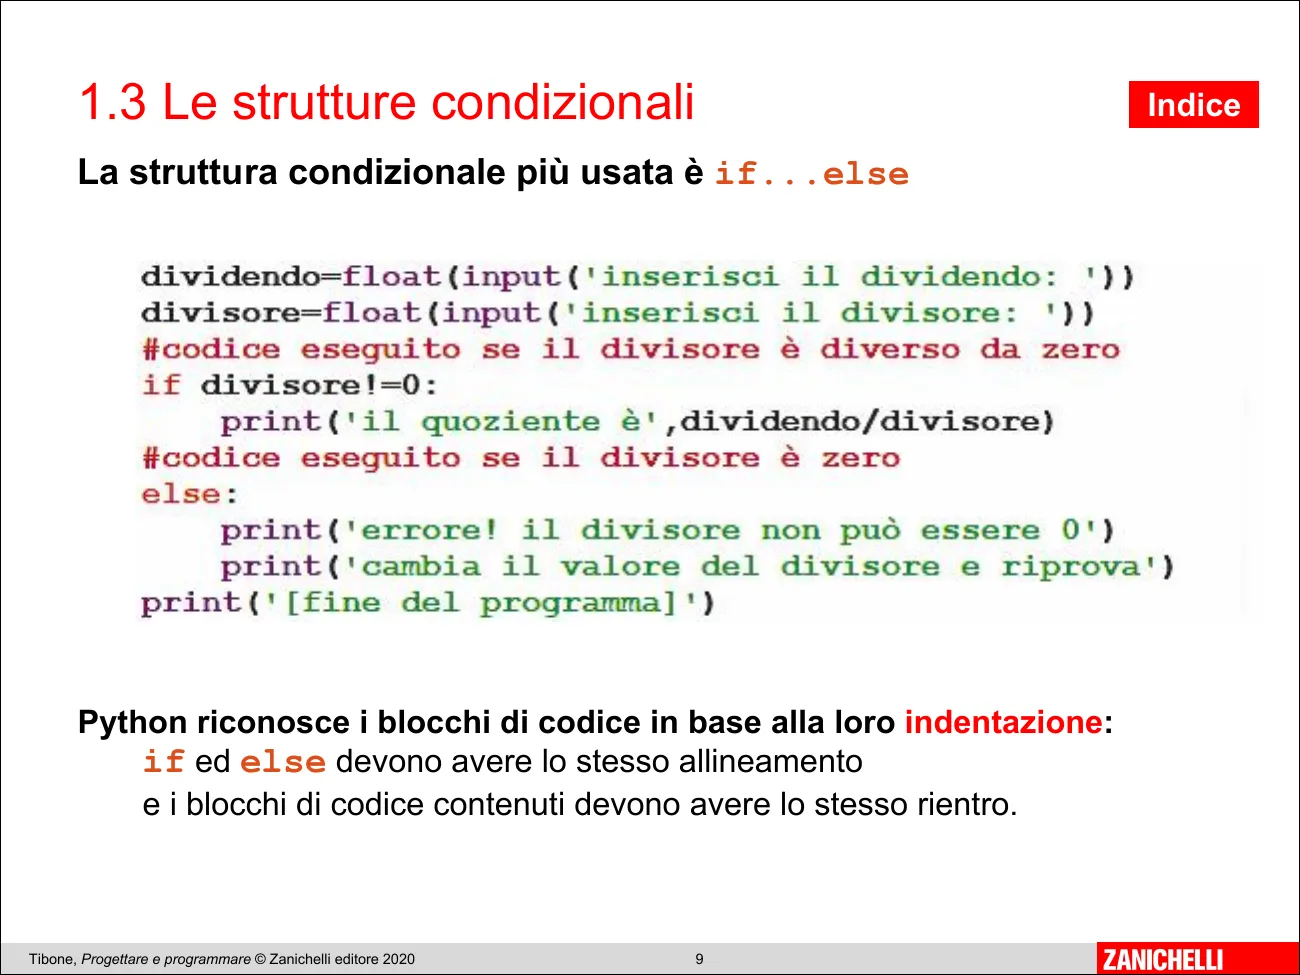 1.3 Le strutture condizionali
Indice
La struttura condizionale più usata è if...else
dividendo=float(input('inserisci il dividendo: '))
divisore=float(input('inserisci il divisore: '))
#codice eseguito se il divisore è diverso da zero
if divisore!=0:
    print('il quoziente è',dividendo/divisore)
#codice eseguito se il divisore è zero
else:
    print('errore! il divisore non può essere 0')
    print('cambia il valore del divisore e riprova')
print('[fine del programma]')
Python riconosce i blocchi di codice in base alla loro indentazione:
if ed else devono avere lo stesso allineamento
e i blocchi di codice contenuti devono avere lo stesso rientro.
Tibone, Progettare e programmare © Zanichelli editore 2020
9
ZANICHELLI